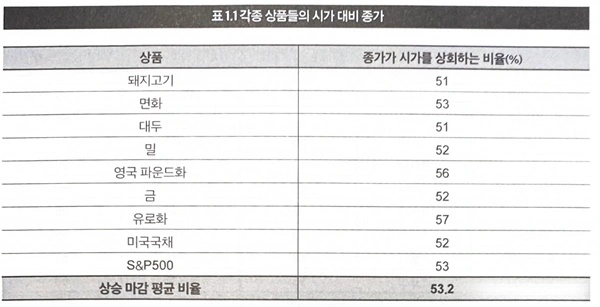 표 1.1 각종 상품들의 시가 대비 종가
상품 종가가 시가를 상회하는 비율(%)
돼지고기 51
면화 53
대두 51
밀 52
영국 파운드화 56
금 52
유로화 57
미국국채 52
S&P500 53
상승 마감 평균 비율 53.2